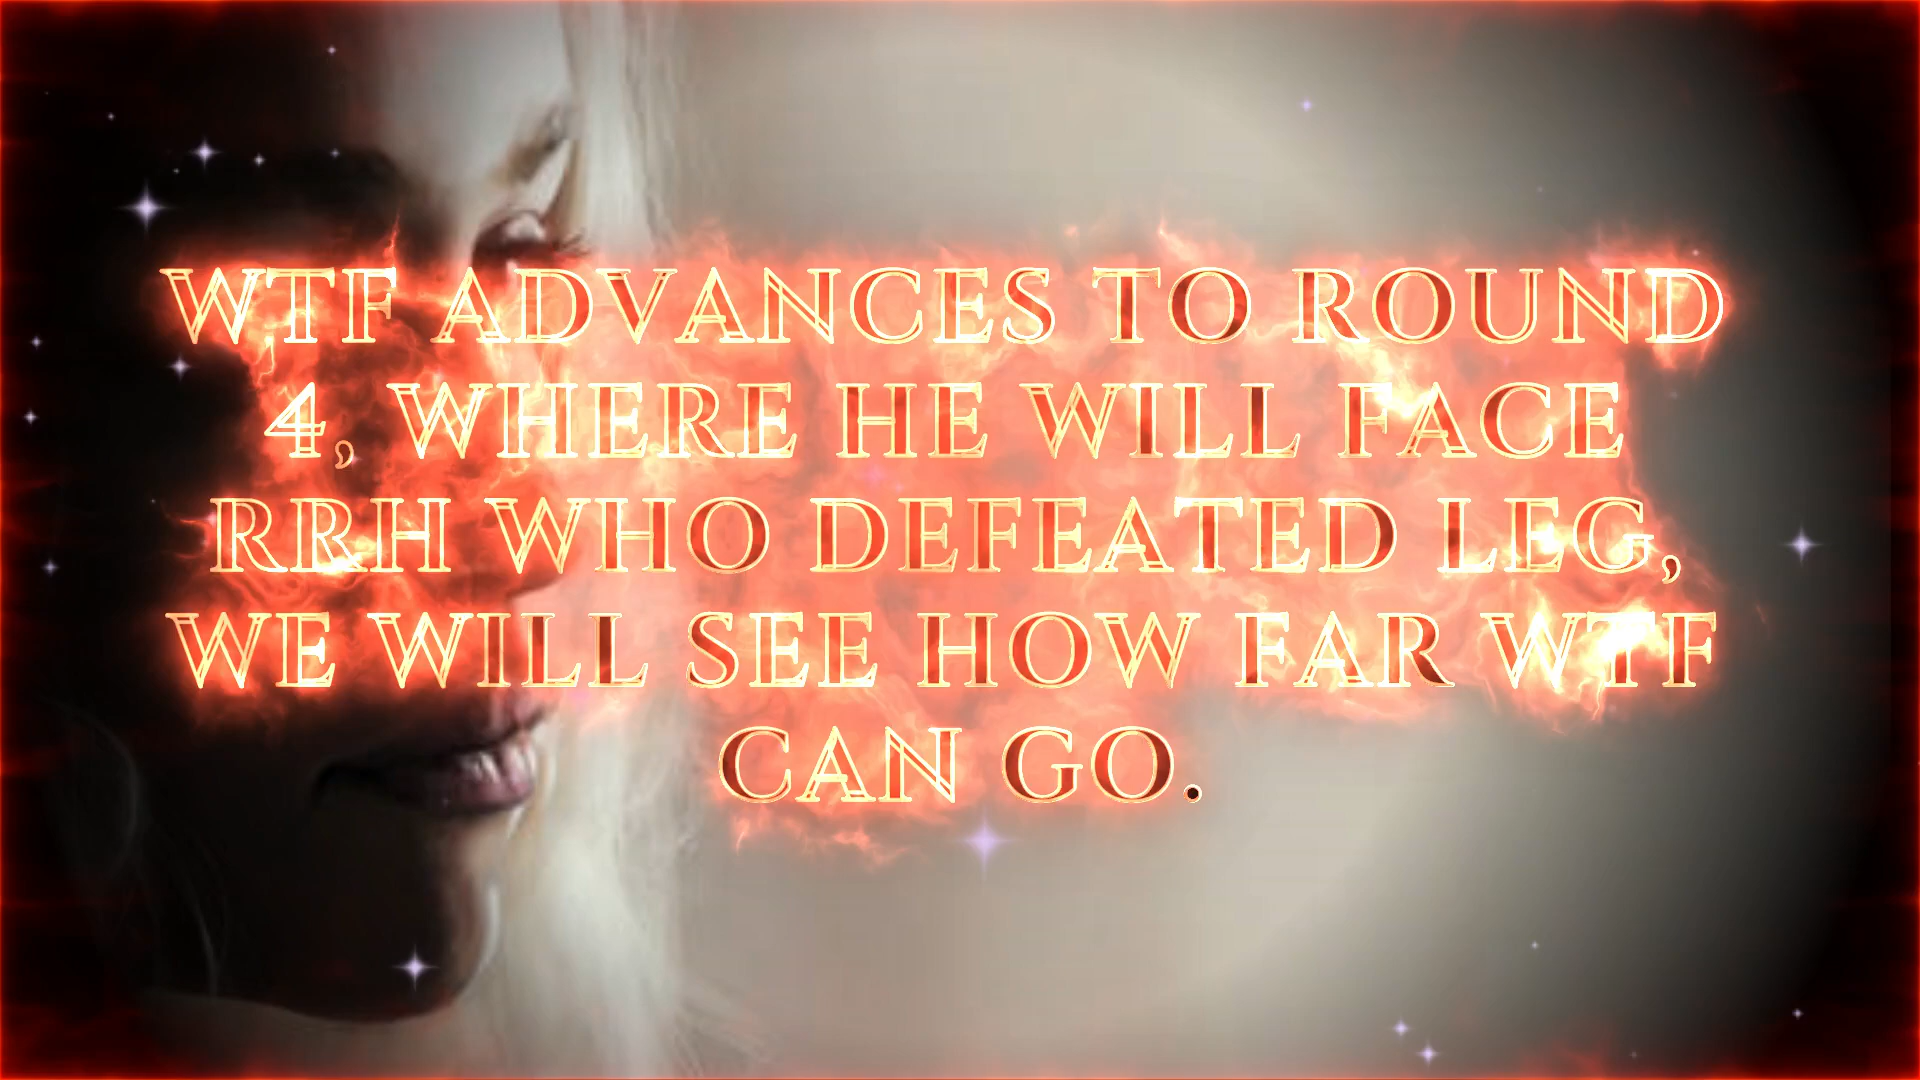 WTF ADVANCES TO ROUND
4, WHERE HE WILL FACE
RRH WHO DEFEATED LEG,
WE WILL SEE HOW FAR WTF
CAN GO.